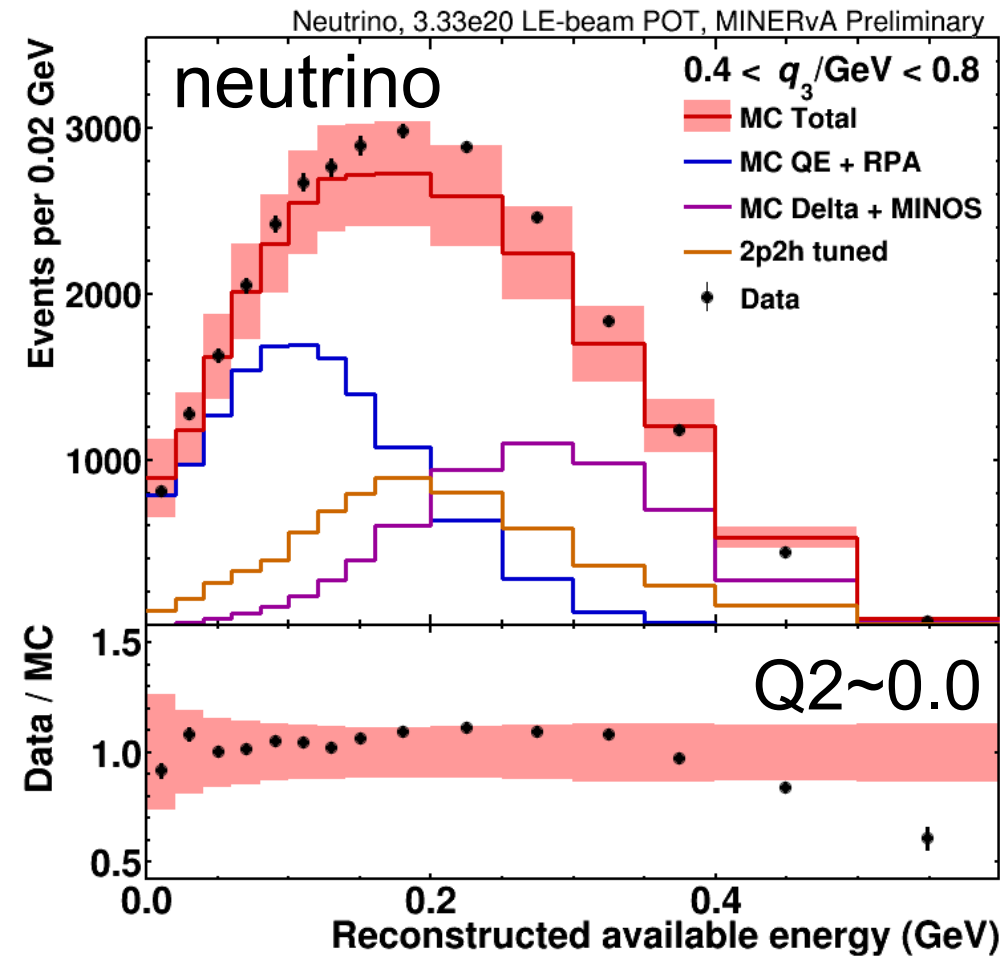 Neutrino, 3.33e20 LE-beam POT, MINERvA Preliminary
neutrino
0.4 < q3/GeV < 0.8
MC Total
MC QE + RPA
MC Delta + MINOS
2p2h tuned
Data
Events per 0.02 GeV
3000
2000
1000
Data / MC
1.5
1.0
0.5
Q2~0.0
0.0
0.2
0.4
Reconstructed available energy (GeV)